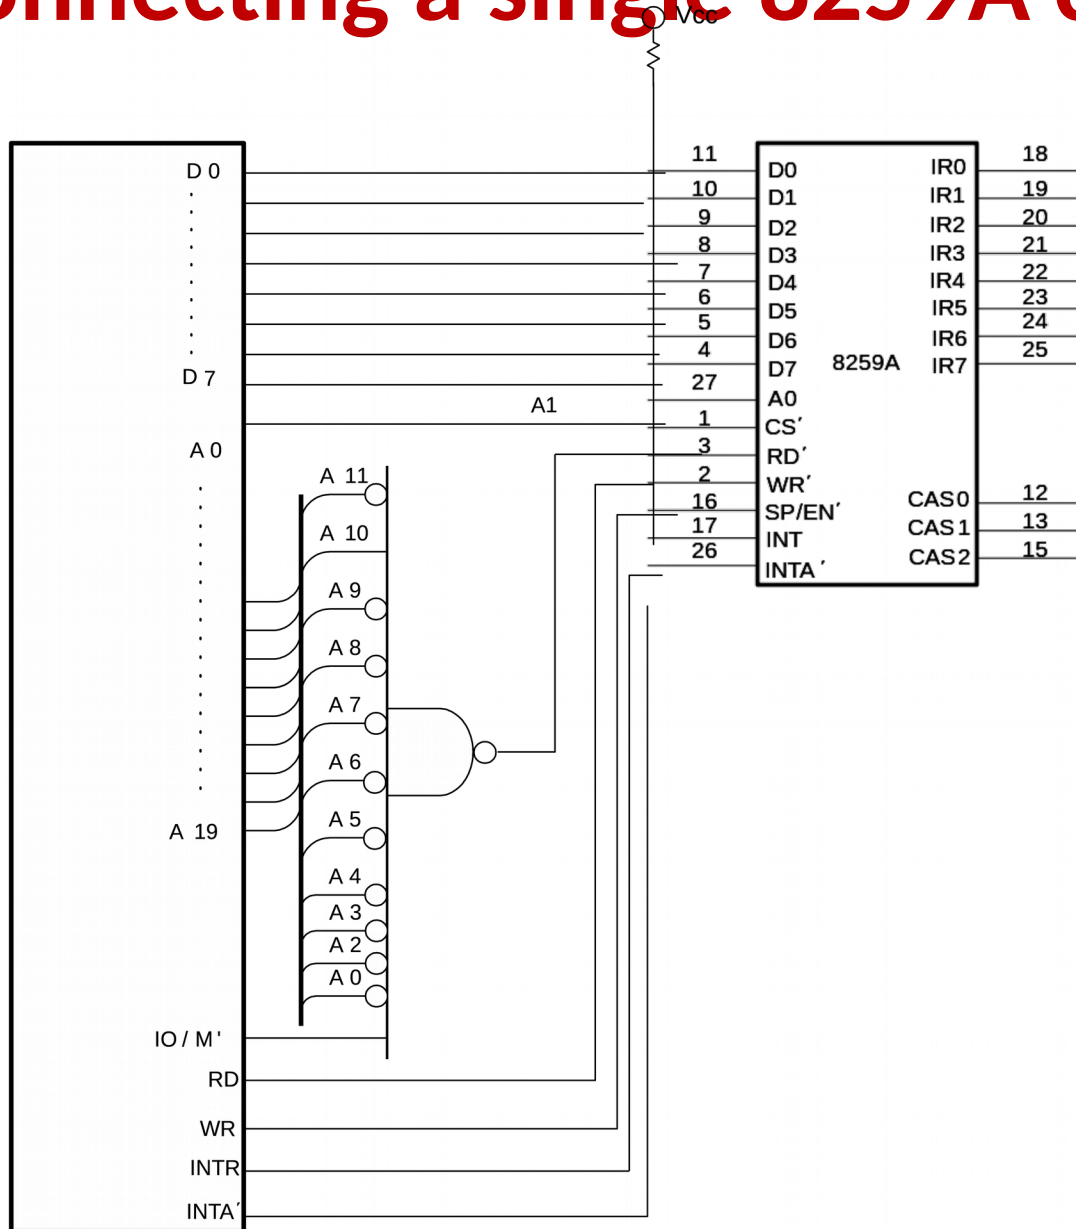 onnecting a single 8259A
Vcc
D 0
D 7
A 0
A 19
IO / M '
RD
WR
INTR
INTA ′
A 11
A 10
A 9
A 8
A 7
A 6
A 5
A 4
A 3
A 2
A 0
A1
11
10
9
8
7
6
5
4
27
1
3
2
16
17
26
D0
D1
D2
D3
D4
D5
D6
D7
A0
CS′
RD′
WR′
SP/EN′
INT
INTA ′
8259A
IR0
IR1
IR2
IR3
IR4
IR5
IR6
IR7
CAS0
CAS1
CAS2
18
19
20
21
22
23
24
25
12
13
15